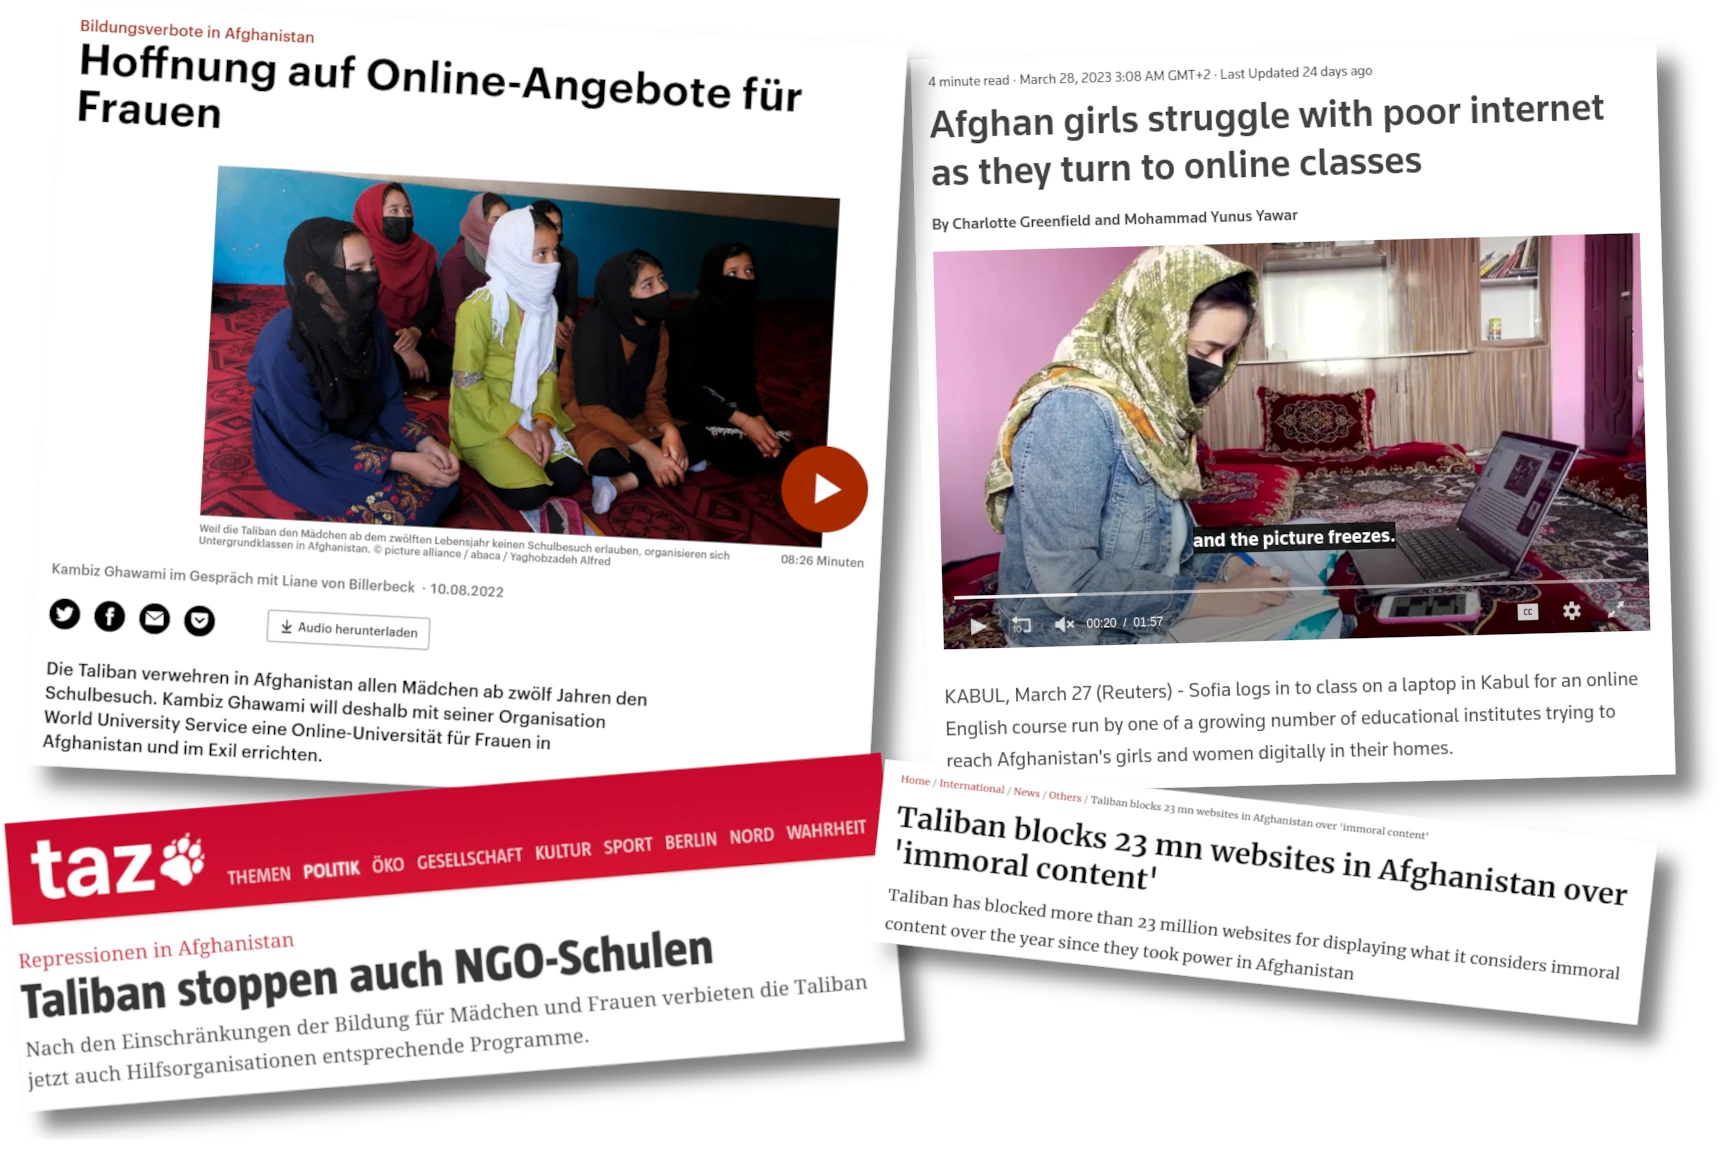 Bildungsverbote in Afghanistan
Hoffnung auf Online-Angebote für
Frauen
Weil die Taliban den Mädchen ab dem zwölften Lebensjahr keinen Schulbesuch erlauben, organisieren sich
Untergrundklassen in Afghanistan. © picture alliance / abaca / Yaghobzadeh Alfred
08:26 Minuten
Kambiz Ghawami im Gespräch mit Liane von Billerbeck · 10.08.2022
Audio herunterladen
Die Taliban verwehren in Afghanistan allen Mädchen ab zwölf Jahren den
Schulbesuch. Kambiz Ghawami will deshalb mit seiner Organisation
World University Service eine Online-Universität für Frauen in
Afghanistan und im Exil errichten.
4 minute read · March 28, 2023 3:08 AM GMT+2 · Last Updated 24 days ago
Afghan girls struggle with poor internet
as they turn to online classes
By Charlotte Greenfield and Mohammad Yunus Yawar
and the picture freezes.
10
00:20 / 01:57
CC
KABUL, March 27 (Reuters) - Sofia logs in to class on a laptop in Kabul for an online
English course run by one of a growing number of educational institutes trying to
reach Afghanistan's girls and women digitally in their homes.
taz
THEMEN POLITIK ÖKO GESELLSCHAFT KULTUR SPORT BERLIN NORD WAHRHEIT
Repressionen in Afghanistan
Taliban stoppen auch NGO-Schulen
Nach den Einschränkungen der Bildung für Mädchen und Frauen verbieten die Taliban
jetzt auch Hilfsorganisationen entsprechende Programme.
Home / International / News / Others / Taliban blocks 23 mn websites in Afghanistan over 'immoral content'
Taliban blocks 23 mn websites in Afghanistan over
'immoral content'
Taliban has blocked more than 23 million websites for displaying what it considers immoral
content over the year since they took power in Afghanistan